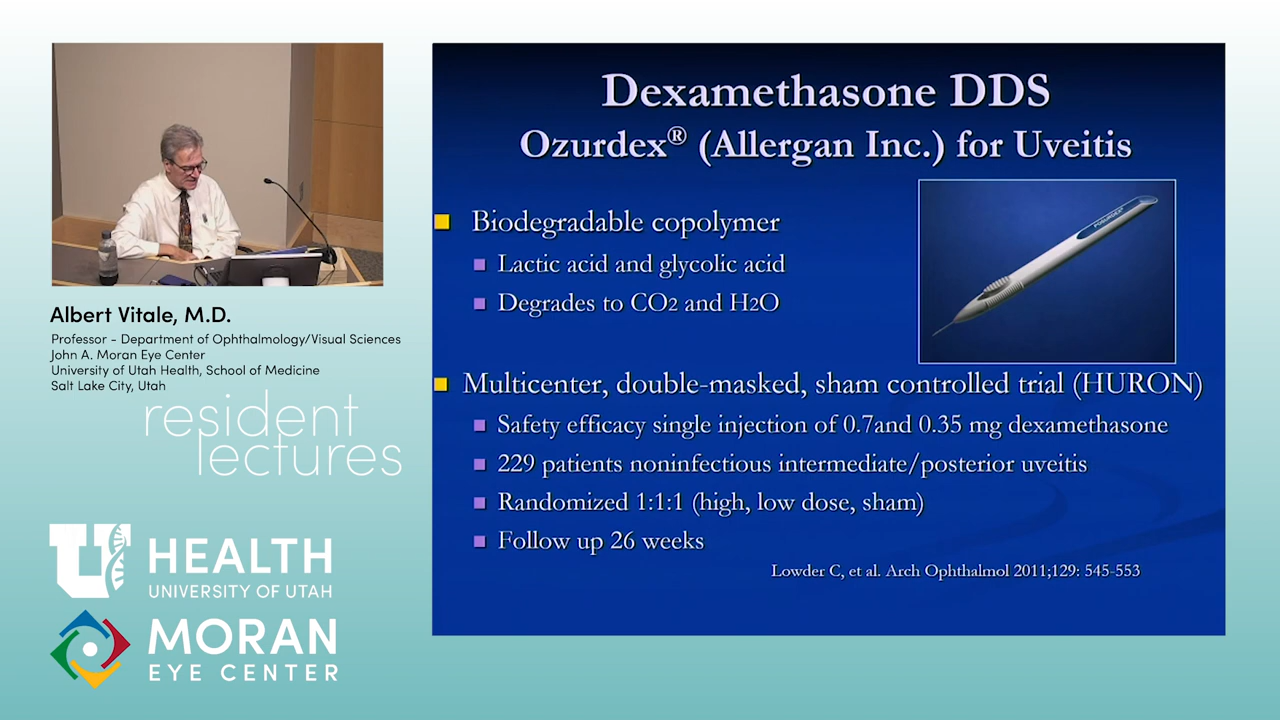 Dexamethasone DDS
Ozurdex® (Allergan Inc.) for Uveitis
Biodegradable copolymer
Lactic acid and glycolic acid
Degrades to CO2 and H2O
Multicenter, double-masked, sham controlled trial (HURON)
Safety efficacy single injection of 0.7and 0.35 mg dexamethasone
229 patients noninfectious intermediate/posterior uveitis
Randomized 1:1:1 (high, low dose, sham)
Follow up 26 weeks
Lowder C, et al. Arch Ophthalmol 2011;129: 545-553
Albert Vitale, M.D.
Professor - Department of Ophthalmology/Visual Sciences
John A. Moran Eye Center
University of Utah Health, School of Medicine
Salt Lake City, Utah
resident
lectures
U HEALTH
UNIVERSITY OF UTAH
MORAN
EYE CENTER